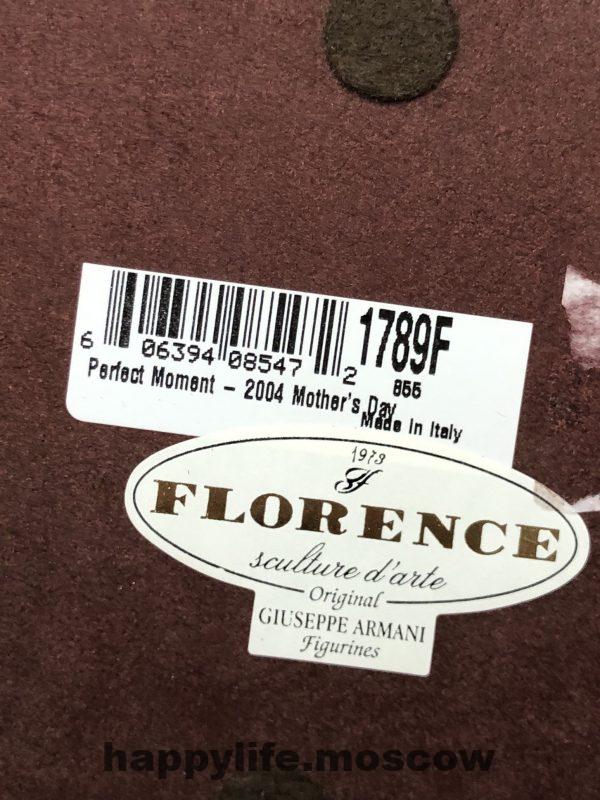 1789F
6 06394 08547 2
855
Perfect Moment – 2004 Mother's Day
Made in Italy
1973
FLORENCE
sculture d'arte
Original
GIUSEPPE ARMANI
Figurines
happylife.moscow